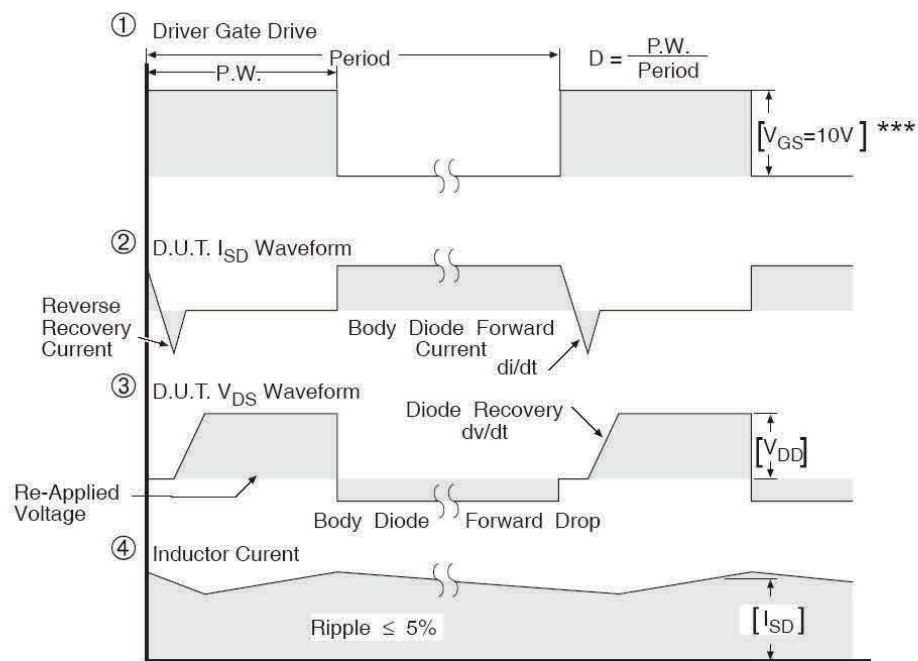 ① Driver Gate Drive
Period
P.W.
D = P.W. / Period
[VGS=10V] ***
② D.U.T. ISD Waveform
Reverse
Recovery
Current
Body Diode Forward
Current
di/dt
③ D.U.T. VDS Waveform
Diode Recovery
dv/dt
[VDD]
Re-Applied
Voltage
Body Diode Forward Drop
④ Inductor Curent
Ripple ≤ 5%
[ISD]